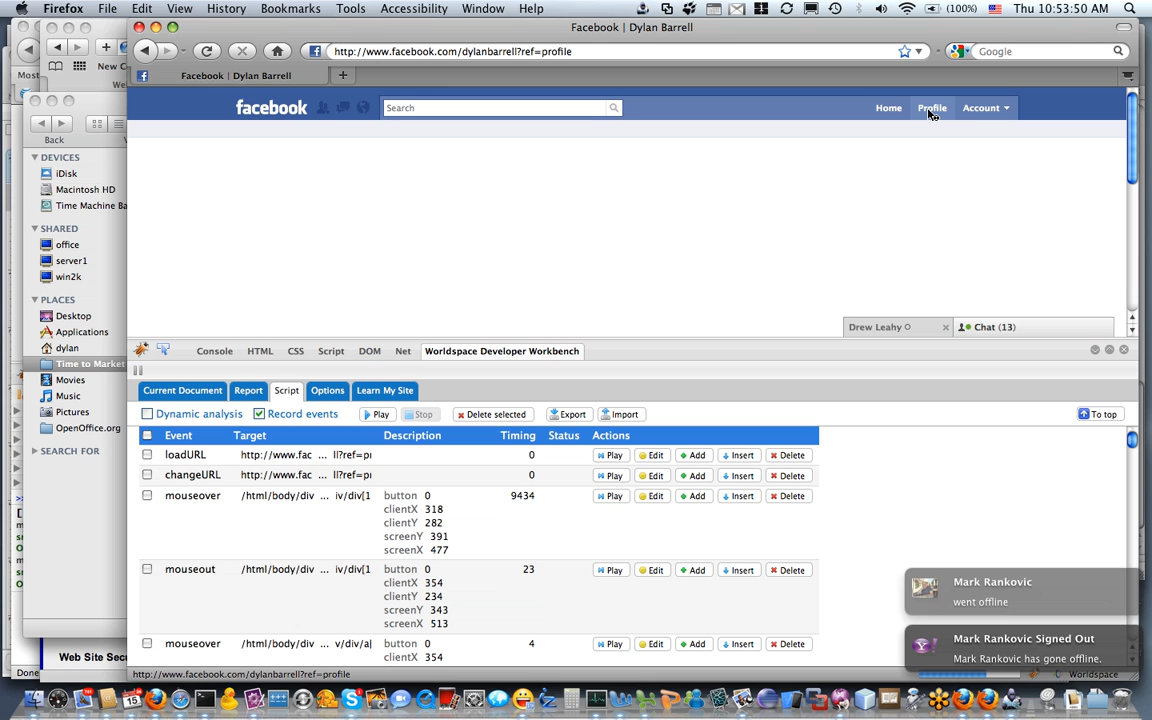 Firefox File Edit View History Bookmarks Tools Accessibility Window Help (100%) Thu 10:53:50 AM
Facebook | Dylan Barrell
http://www.facebook.com/dylanbarrell?ref=profile Google
Most New C Facebook | Dylan Barrell
We
facebook Search Home Profile Account
Back
DEVICES
iDisk
Macintosh HD
Time Machine Ba
SHARED
office
server1
win2k
PLACES
Desktop
Applications
dylan
Time to Market
Movies
Music
Pictures
OpenOffice.org
SEARCH FOR
Web Site Sec
Done
Drew Leahy Chat (13)
Console HTML CSS Script DOM Net Worldspace Developer Workbench
Current Document Report Script Options Learn My Site
Dynamic analysis Record events Play Stop Delete selected Export Import To top
Event Target Description Timing Status Actions
loadURL http://www.fac ... ll?ref=p 0 Play Edit Add Insert Delete
changeURL http://www.fac ... ll?ref=p 0 Play Edit Add Insert Delete
mouseover /html/body/div ... iv/div[1 button 0 9434 Play Edit Add Insert Delete
clientX 318
clientY 282
screenY 391
screenX 477
mouseout /html/body/div ... iv/div[1 button 0 23 Play Edit Add Insert Delete
clientX 354
clientY 234
screenY 343
screenX 513
mouseover /html/body/div ... v/div/a| button 0 4 Play Edit Add Insert Delete
clientX 354
Mark Rankovic
went offline
Mark Rankovic Signed Out
Mark Rankovic has gone offline.
http://www.facebook.com/dylanbarrell?ref=profile Worldspace